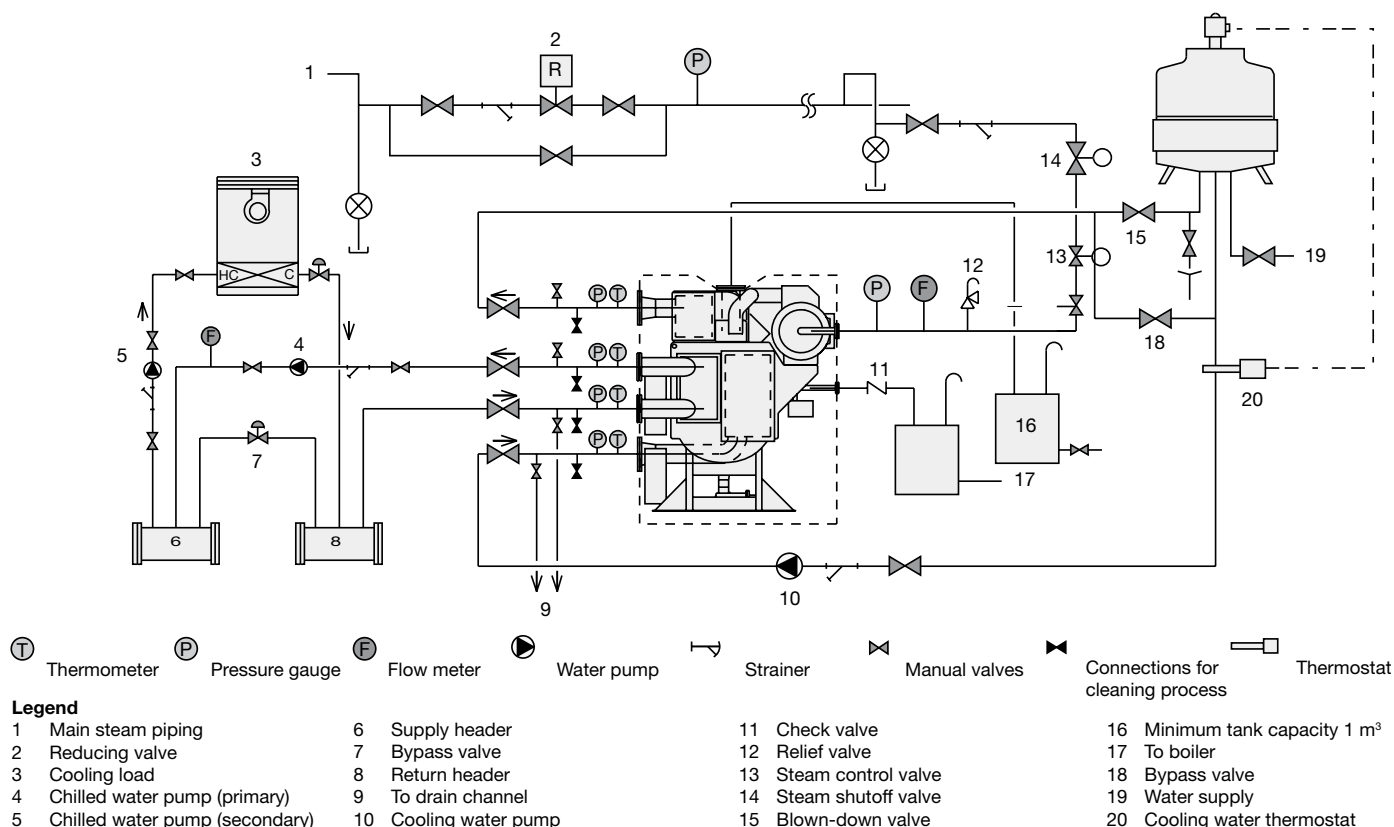 2
1
R
P
3
14
15
13
19
HC
C
P
F
12
P
T
18
F
4
5
P
T
11
20
P
T
16
7
P
T
17
6
8
10
9
T
Thermometer
P
Pressure gauge
F
Flow meter
Water pump
Strainer
Manual valves
Connections for
cleaning process
Thermostat
Legend
1 Main steam piping
2 Reducing valve
3 Cooling load
4 Chilled water pump (primary)
5 Chilled water pump (secondary)
6 Supply header
7 Bypass valve
8 Return header
9 To drain channel
10 Cooling water pump
11 Check valve
12 Relief valve
13 Steam control valve
14 Steam shutoff valve
15 Blown-down valve
16 Minimum tank capacity 1 m³
17 To boiler
18 Bypass valve
19 Water supply
20 Cooling water thermostat